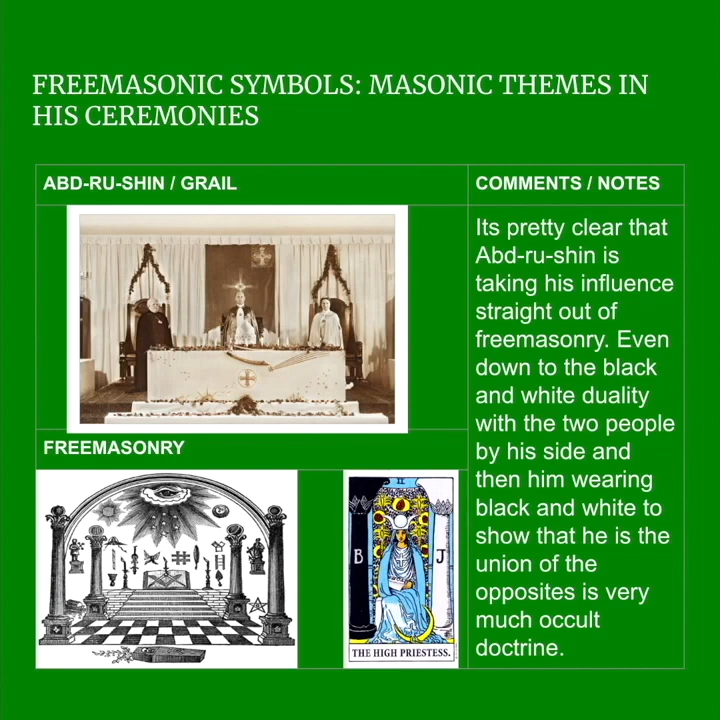 FREEMASONIC SYMBOLS: MASONIC THEMES IN
HIS CEREMONIES
ABD-RU-SHIN / GRAIL
COMMENTS / NOTES
Its pretty clear that
Abd-ru-shin is
taking his influence
straight out of
freemasonry. Even
down to the black
and white duality
with the two people
by his side and
then him wearing
black and white to
show that he is the
union of the
opposites is very
much occult
doctrine.
FREEMASONRY
II
B J
THE HIGH PRIESTESS.